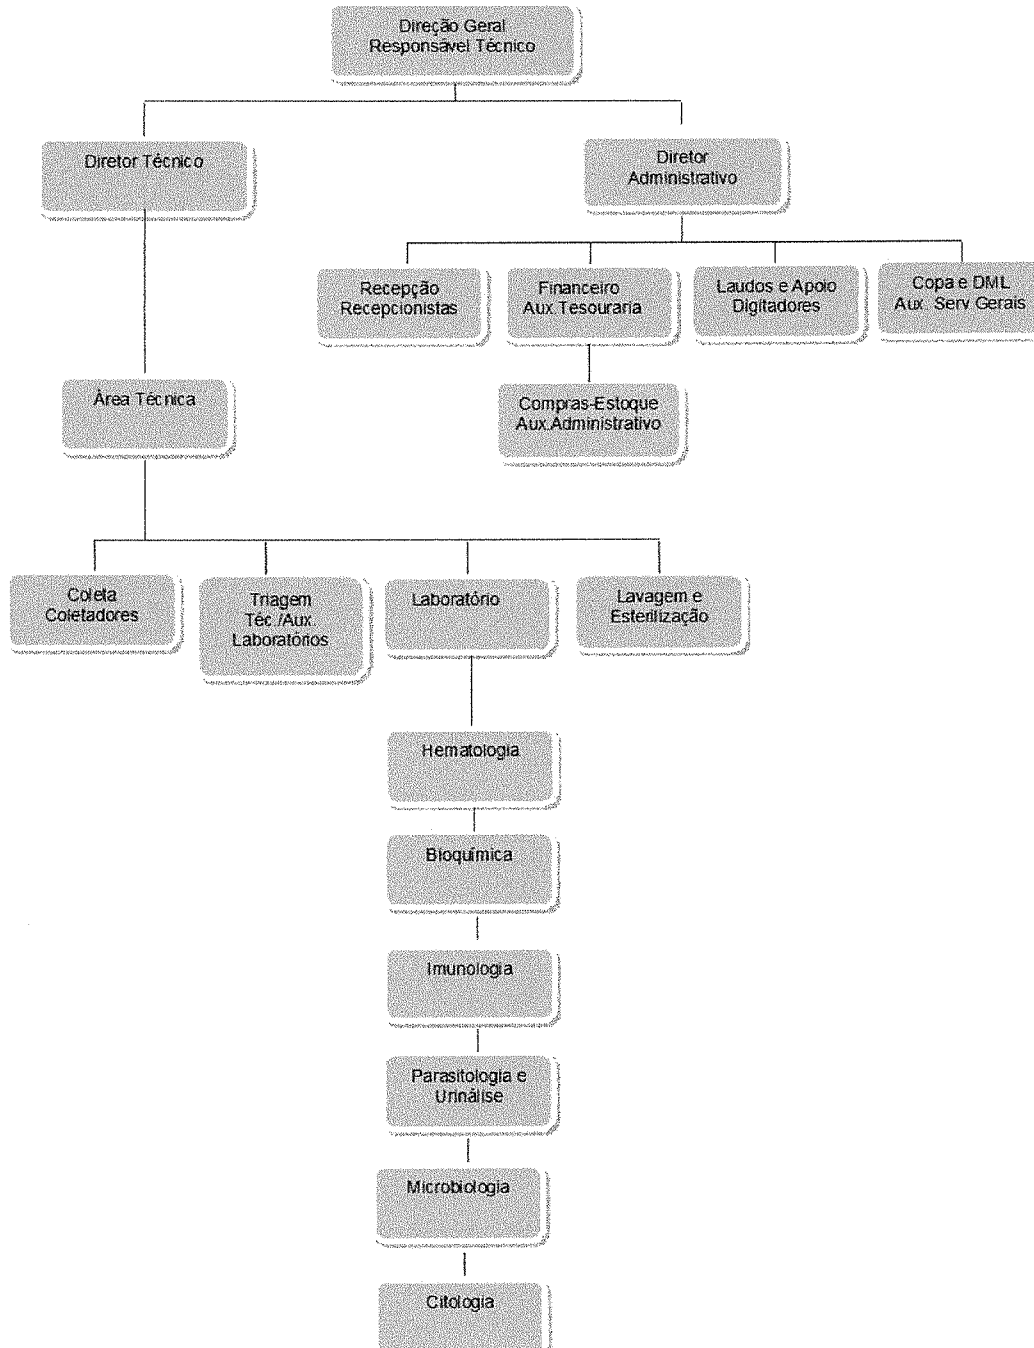 Direção Geral
Responsável Técnico
Diretor Técnico
Diretor
Administrativo
Recepção
Recepcionistas
Financeiro
Aux.Tesouraria
Laudos e Apoio
Digitadores
Copa e DML
Aux. Serv Gerais
Área Técnica
Compras-Estoque
Aux.Administrativo
Coleta
Coletadores
Triagem
Téc./Aux.
Laboratórios
Laboratório
Lavagem e
Esterilização
Hematologia
Bioquímica
Imunologia
Parasitologia e
Urinálise
Microbiologia
Citologia